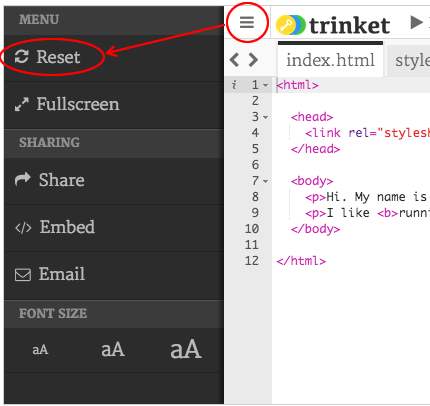 MENU
Reset
Fullscreen
SHARING
Share
Embed
Email
FONT SIZE
aA aA aA
trinket
index.html style
i 1 <html>
2
3 <head>
4 <link rel="stylesh
5 </head>
6
7 <body>
8 <p>Hi. My name is
9 <p>I like <b>runni
10 </body>
11
12 </html>